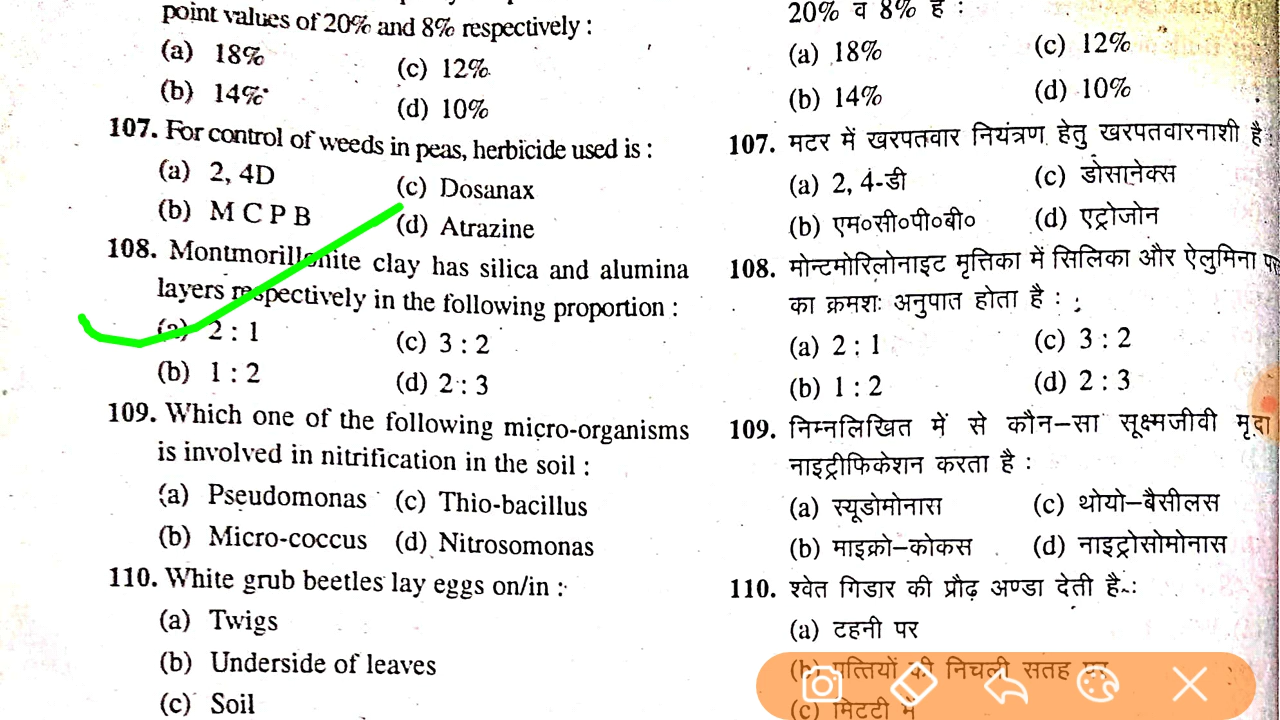 point values of 20% and 8% respectively :
(a) 18%
(c) 12%
(b) 14%
(d) 10%
107. For control of weeds in peas, herbicide used is :
(a) 2, 4D
(c) Dosanax
(b) M C P B
(d) Atrazine
108. Montmorillonite clay has silica and alumina
layers respectively in the following proportion :
(a) 2 : 1
(c) 3 : 2
(b) 1 : 2
(d) 2 : 3
109. Which one of the following micro-organisms
is involved in nitrification in the soil :
(a) Pseudomonas
(c) Thio-bacillus
(b) Micro-coccus
(d) Nitrosomonas
110. White grub beetles lay eggs on/in :
(a) Twigs
(b) Underside of leaves
(c) Soil
20% व 8% है :
(a) 18%
(c) 12%
(b) 14%
(d) 10%
107. मटर में खरपतवार नियंत्रण हेतु खरपतवारनाशी है :
(a) 2, 4-डी
(c) डोसानेक्स
(b) एम०सी०पी०बी०
(d) एट्रोजोन
108. मोन्टमोरिलोनाइट मृत्तिका में सिलिका और ऐलुमिना
का क्रमशः अनुपात होता है :
(a) 2 : 1
(c) 3 : 2
(b) 1 : 2
(d) 2 : 3
109. निम्नलिखित में से कौन-सा सूक्ष्मजीवी मृदा
नाइट्रीफिकेशन करता है :
(a) स्यूडोमोनास
(c) थोयो-बैसीलस
(b) माइक्रो-कोकस
(d) नाइट्रोसोमोनास
110. श्वेत गिडार की प्रौढ़ अण्डा देती है :
(a) टहनी पर
(b) पत्तियों की निचली सतह पर
(c) मिटटी में